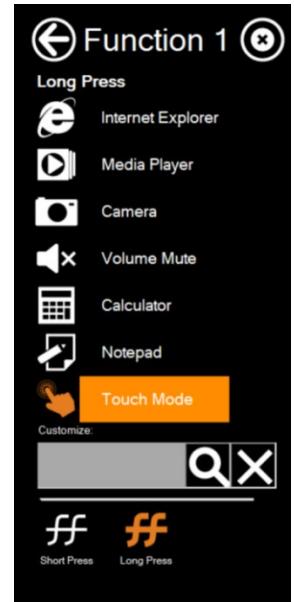 Function 1
Long Press
Internet Explorer
Media Player
Camera
Volume Mute
Calculator
Notepad
Touch Mode
Customize:
Short Press
Long Press